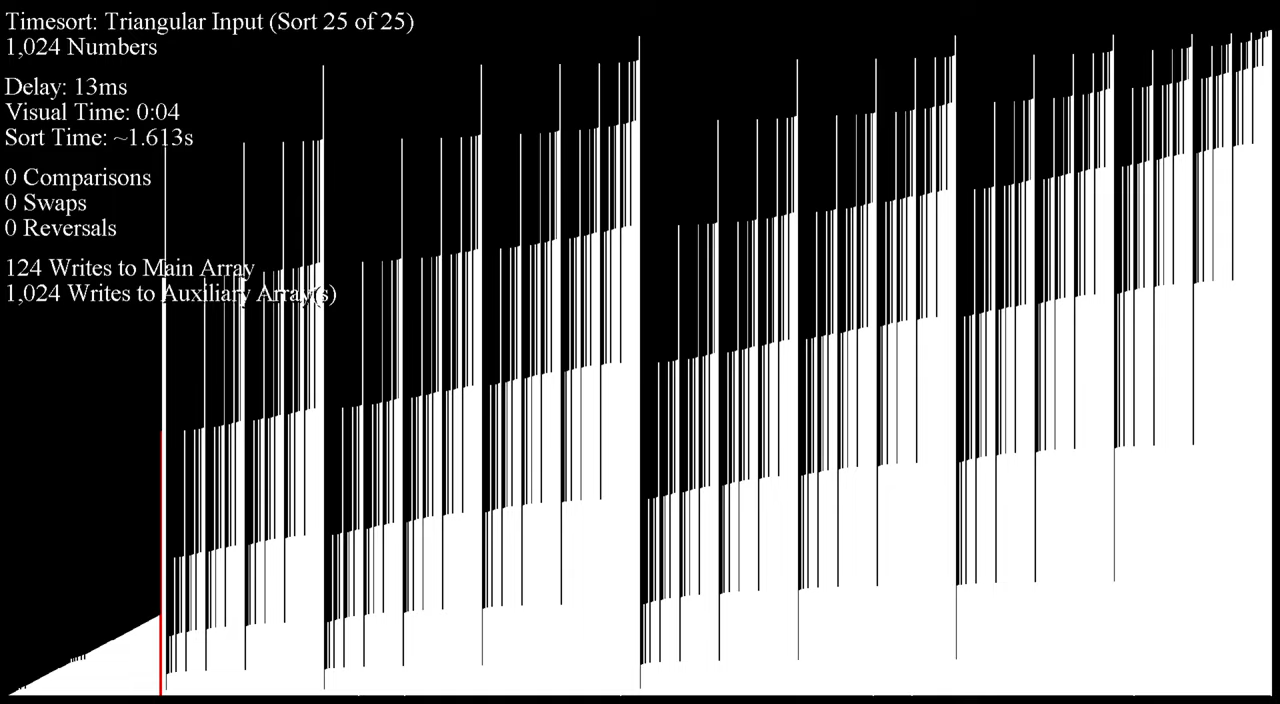 Timesort: Triangular Input (Sort 25 of 25)
1,024 Numbers
Delay: 13ms
Visual Time: 0:04
Sort Time: ~1.613s
0 Comparisons
0 Swaps
0 Reversals
124 Writes to Main Array
1,024 Writes to Auxiliary Array(s)